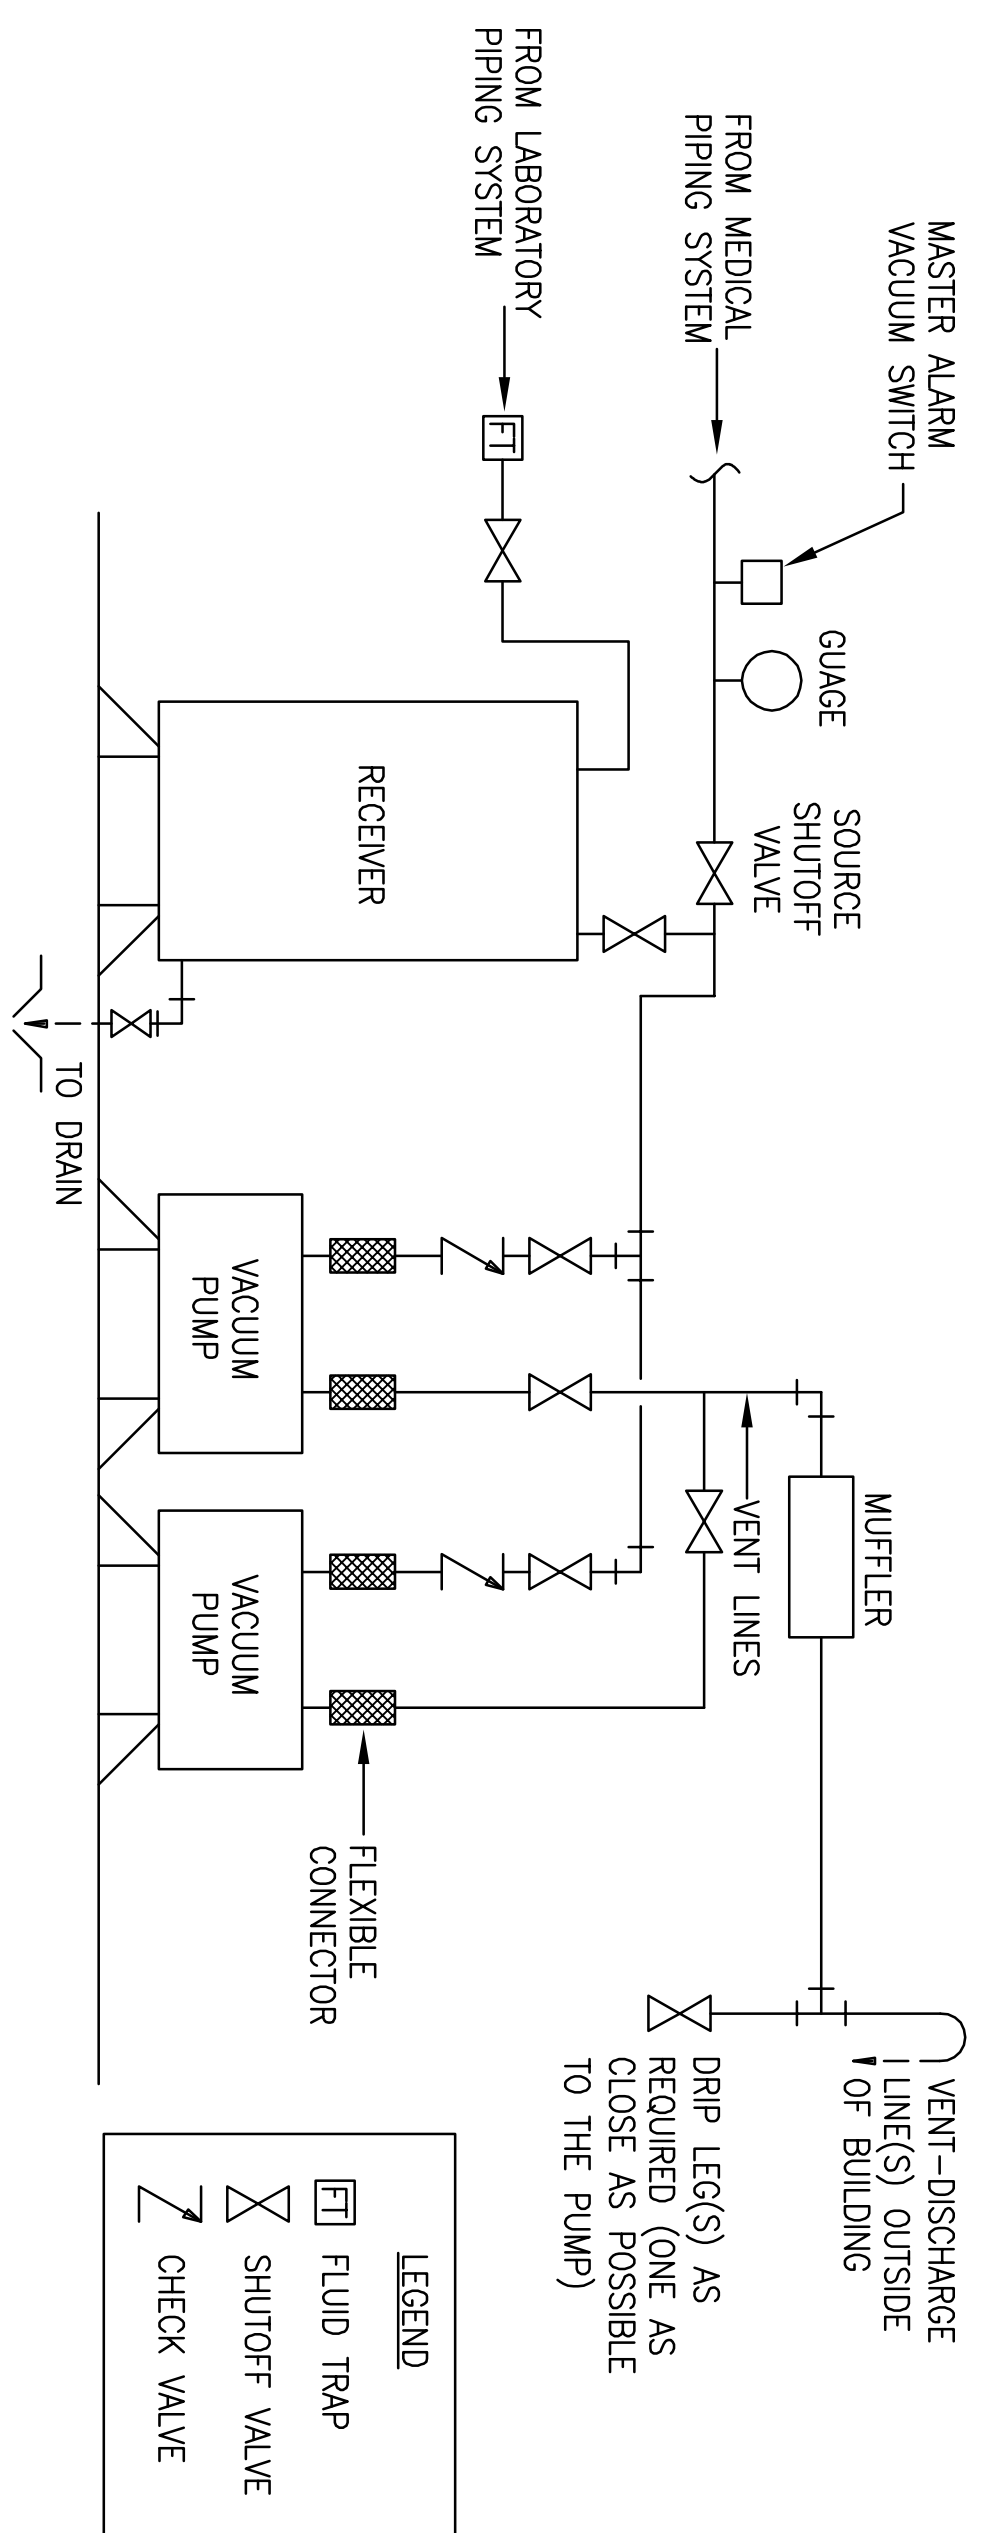 MASTER ALARM
VACUUM SWITCH
FROM MEDICAL
PIPING SYSTEM
FROM LABORATORY
PIPING SYSTEM
FT
GUAGE
SOURCE
SHUTOFF
VALVE
RECEIVER
TO DRAIN
VACUUM
PUMP
VACUUM
PUMP
MUFFLER
VENT LINES
FLEXIBLE
CONNECTOR
VENT-DISCHARGE
LINE(S) OUTSIDE
OF BUILDING
DRIP LEG(S) AS
REQUIRED (ONE AS
CLOSE AS POSSIBLE
TO THE PUMP)
LEGEND
FT FLUID TRAP
SHUTOFF VALVE
CHECK VALVE